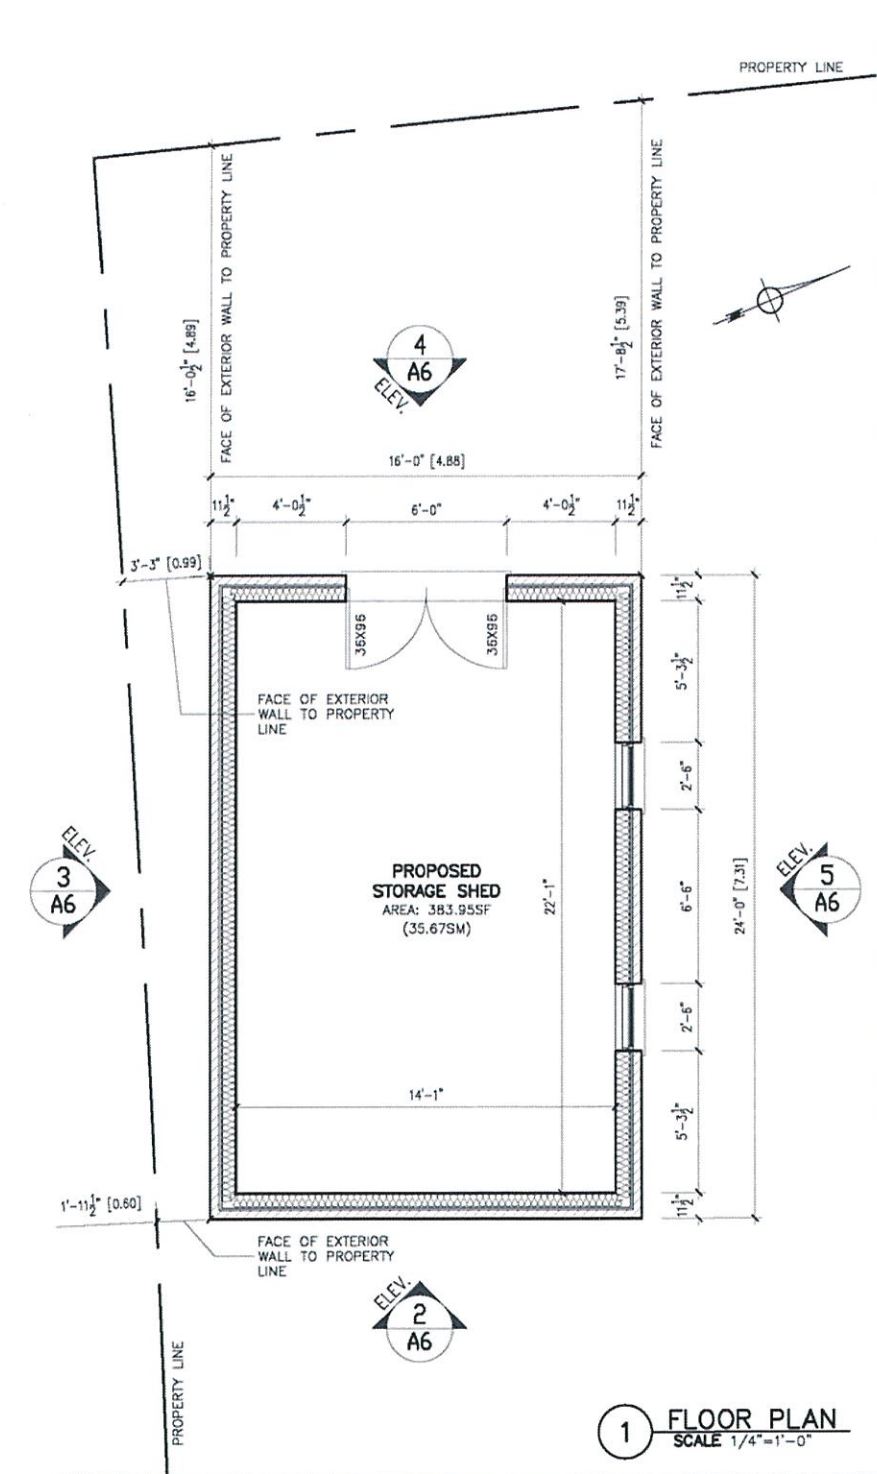 PROPERTY LINE
FACE OF EXTERIOR WALL TO PROPERTY LINE
16'-0½" [4.89]
FACE OF EXTERIOR WALL TO PROPERTY LINE
17'-8½" [5.39]
4
A6
ELEV.
16'-0" [4.88]
11½"
4'-0½"
6'-0"
4'-0½"
11½"
3'-3" [0.99]
36X96
36X96
11½"
5'-3½"
FACE OF EXTERIOR
WALL TO PROPERTY
LINE
2'-6"
ELEV.
3
A6
PROPOSED
STORAGE SHED
AREA: 383.95SF
(35.67SM)
22'-1"
6'-6"
24'-0" [7.31]
ELEV.
5
A6
2'-6"
14'-1"
5'-3½"
11½"
1'-11½" [0.60]
FACE OF EXTERIOR
WALL TO PROPERTY
LINE
ELEV.
2
A6
PROPERTY LINE
1
FLOOR PLAN
SCALE 1/4"=1'-0"